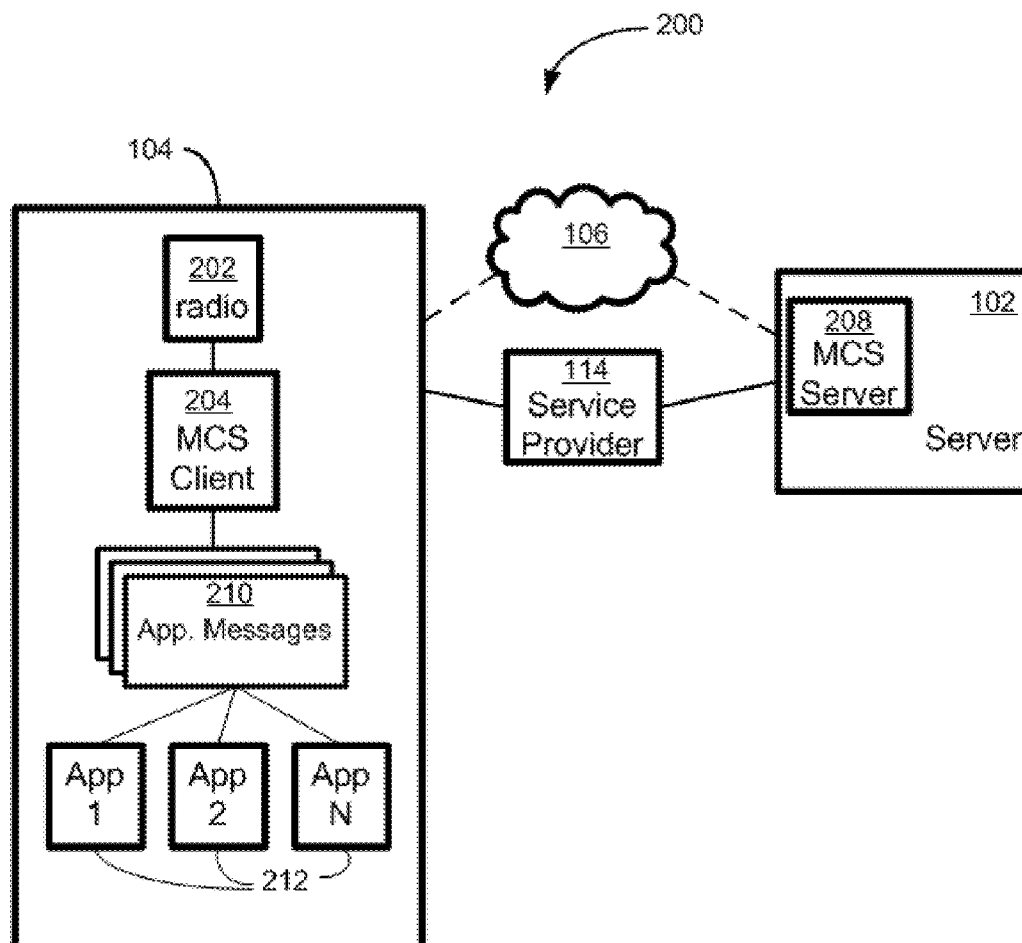 200
104
106
202
radio
102
208
MCS
Server
Server
114
Service
Provider
204
MCS
Client
210
App. Messages
App
1
App
2
App
N
212